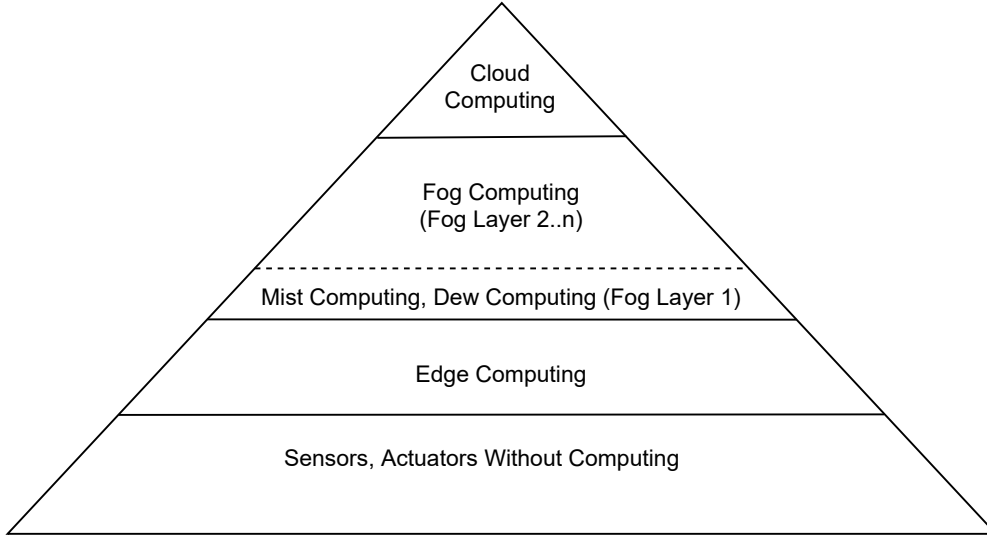 Cloud
Computing
Fog Computing
(Fog Layer 2..n)
Mist Computing, Dew Computing (Fog Layer 1)
Edge Computing
Sensors, Actuators Without Computing